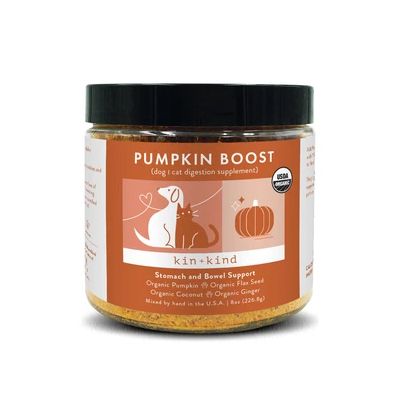 PUMPKIN BOOST
(dog | cat digestion supplement)
USDA
ORGANIC
kin+kind
Stomach and Bowel Support
Organic Pumpkin Organic Flax Seed
Organic Coconut Organic Ginger
Mixed by hand in the U.S.A. | 8oz (226.8g)